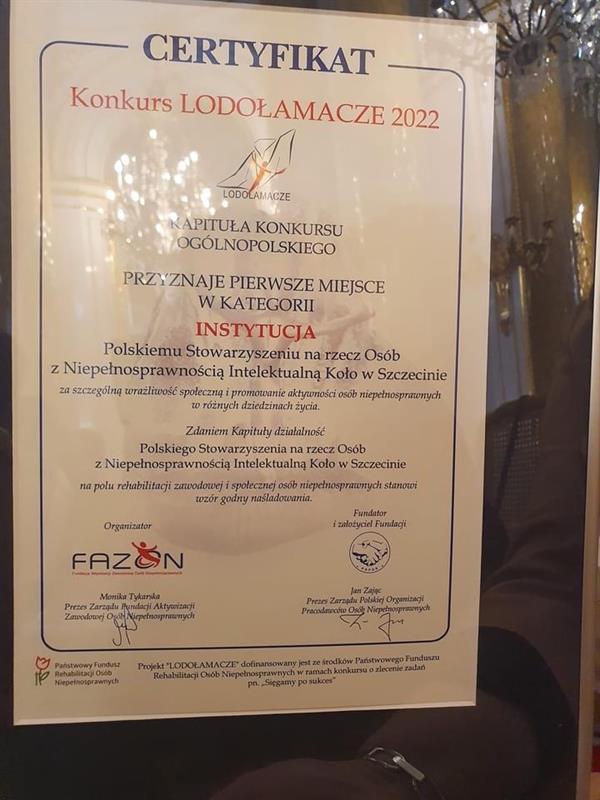 CERTYFIKAT
Konkurs LODOŁAMACZE 2022
LODOŁAMACZE
KAPITUŁA KONKURSU
OGÓLNOPOLSKIEGO
PRZYZNAJE PIERWSZE MIEJSCE
W KATEGORII
INSTYTUCJA
Polskiemu Stowarzyszeniu na rzecz Osób
z Niepełnosprawnością Intelektualną Koło w Szczecinie
za szczególną wrażliwość społeczną i promowanie aktywności osób niepełnosprawnych
w różnych dziedzinach życia.
Zdaniem Kapituły działalność
Polskiego Stowarzyszenia na rzecz Osób
z Niepełnosprawnością Intelektualną Koło w Szczecinie
na polu rehabilitacji zawodowej i społecznej osób niepełnosprawnych stanowi
wzór godny naśladowania.
Organizator
FAZON
Fundacja Aktywizacji Zawodowej Osób Niepełnosprawnych
Monika Tykarska
Prezes Zarządu Fundacji Aktywizacji
Zawodowej Osób Niepełnosprawnych
Fundator
i założyciel Fundacji
Jan Zając
Prezes Zarządu Polskiej Organizacji
Pracodawców Osób Niepełnosprawnych
Państwowy Fundusz
Rehabilitacji Osób
Niepełnosprawnych
Projekt "LODOŁAMACZE" dofinansowany jest ze środków Państwowego Funduszu
Rehabilitacji Osób Niepełnosprawnych w ramach konkursu o zlecenie zadań
pn. „Sięgamy po sukces”